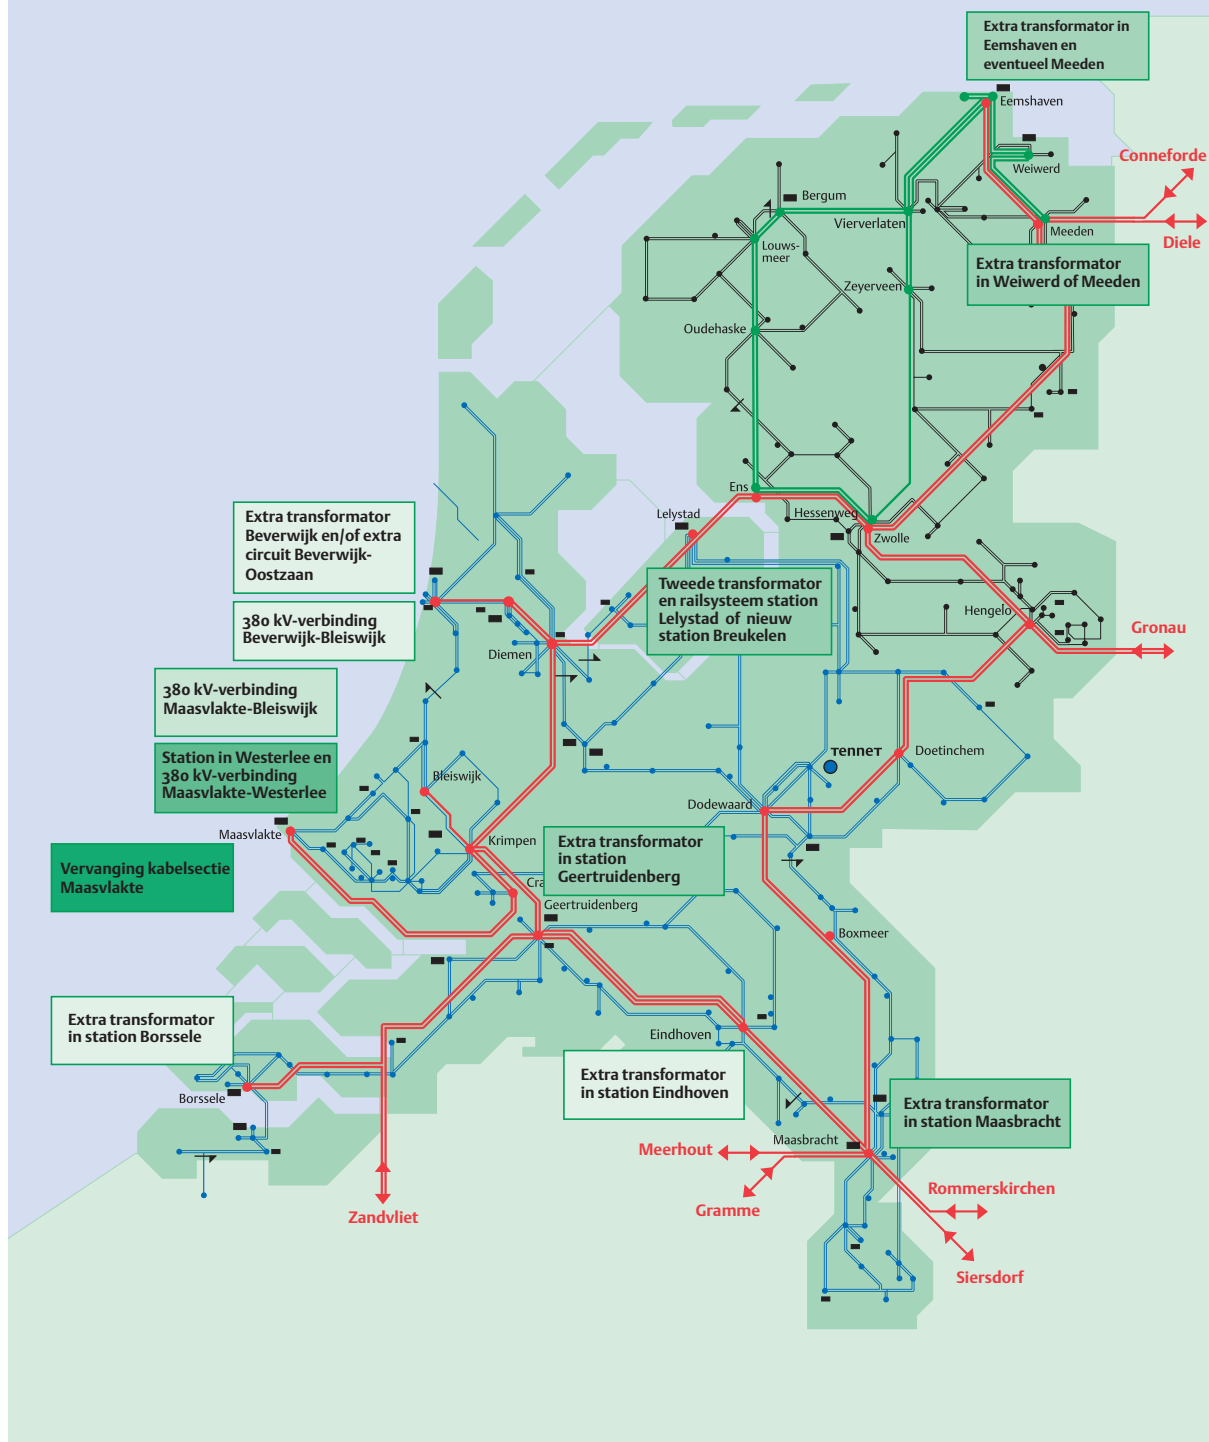 Extra transformator in
Eemshaven en
eventueel Meeden
Eemshaven
Conneforde
Weiwerd
Bergum
Vierverlaten
Meeden
Diele
Louws-
meer
Extra transformator
in Weiwerd of Meeden
Zeyerveen
Oudehaske
Ens
Lelystad
Hessenweg
Zwolle
Extra transformator
Beverwijk en/of extra
circuit Beverwijk-
Oostzaan
Tweede transformator
en railsysteem station
Lelystad of nieuw
station Breukelen
Hengelo
380 kV-verbinding
Beverwijk-Bleiswijk
Gronau
Diemen
380 kV-verbinding
Maasvlakte-Bleiswijk
Station in Westerlee en
380 kV-verbinding
Maasvlakte-Westerlee
TenneT
Doetinchem
Bleiswijk
Dodewaard
Maasvlakte
Krimpen
Extra transformator
in station
Geertruidenberg
Vervanging kabelsectie
Maasvlakte
Cra
Geertruidenberg
Boxmeer
Extra transformator
in station Borssele
Eindhoven
Extra transformator
in station Eindhoven
Borssele
Extra transformator
in station Maasbracht
Maasbracht
Meerhout
Gramme
Rommerskirchen
Zandvliet
Siersdorf